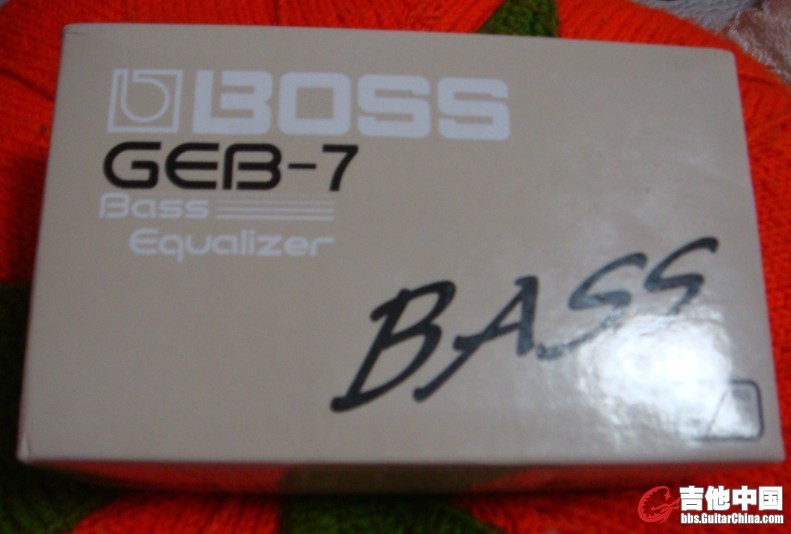 BOSS
GEB-7
Bass
Equalizer
BASS
吉他中国
bbs.GuitarChina.com